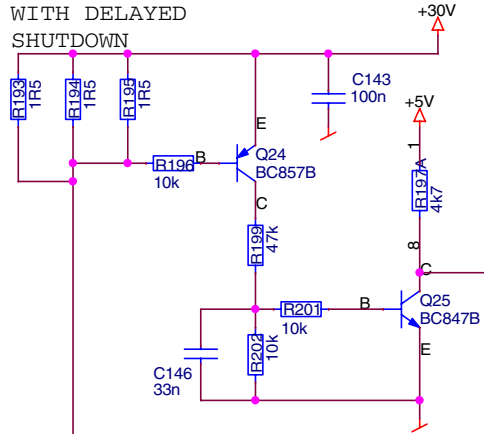 WITH DELAYED
SHUTDOWN
+30V
R193
1R5
R194
1R5
R195
1R5
C143
100n
+5V
E
B
Q24
BC857B
R196
10k
C
1
R197A
4k7
8
R199
47k
C
R201
10k
B
Q25
BC847B
E
R202
10k
C146
33n